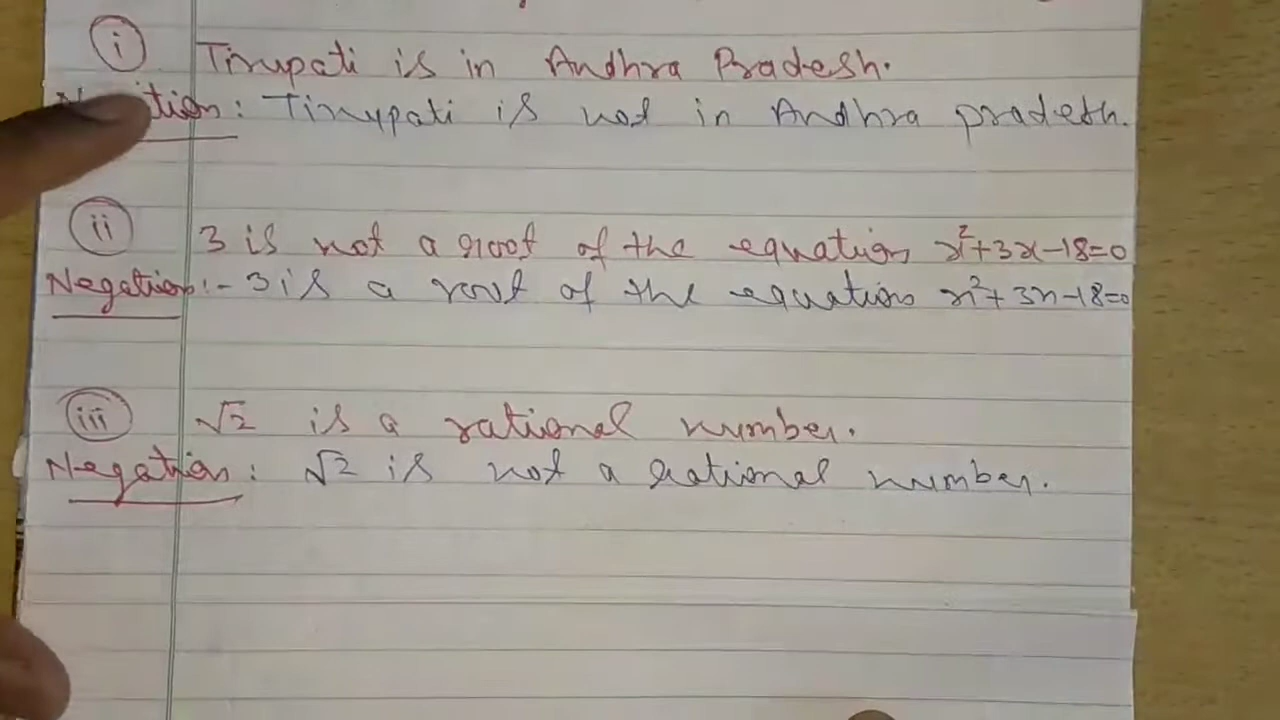 i Tirupati is in Andhra Pradesh.
: Tirupati is not in Andhra pradesh.
ii 3 is not a root of the equation x²+3x-18=0
Negation:- 3 is a root of the equation x²+3x-18=0
iii √2 is a rational number.
Negation: √2 is not a rational number.